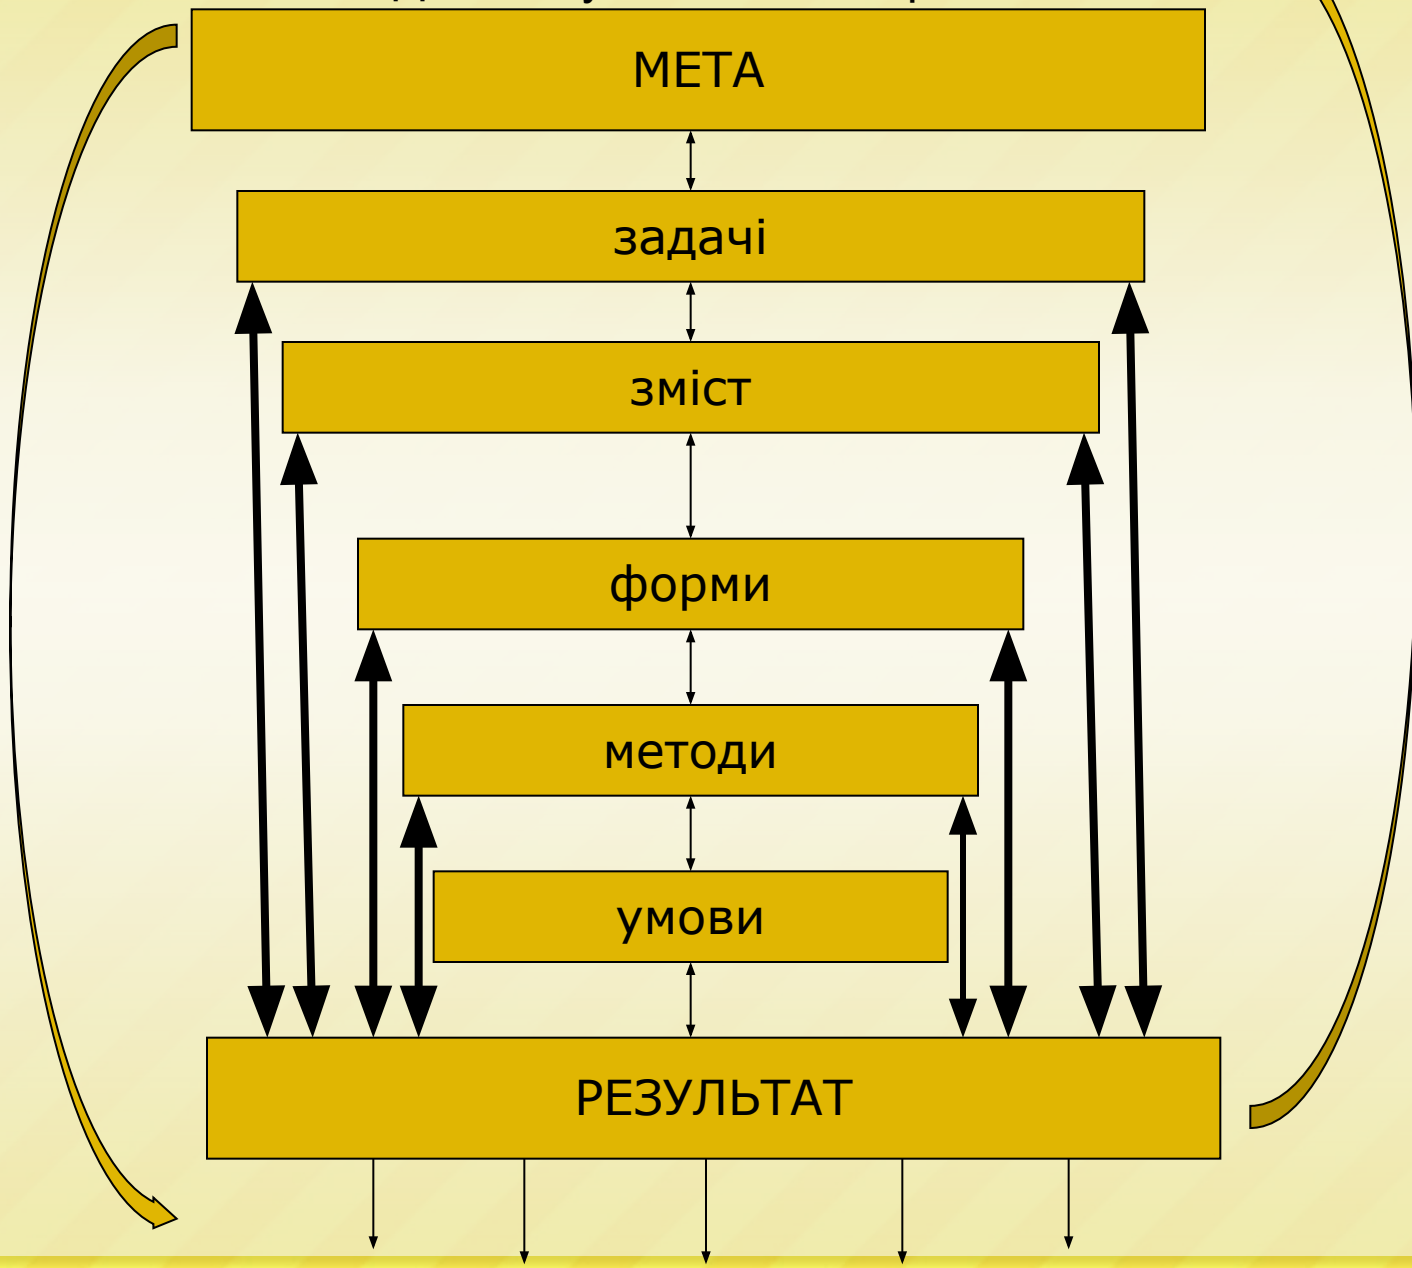 МЕТА
задачі
зміст
форми
методи
умови
РЕЗУЛЬТАТ